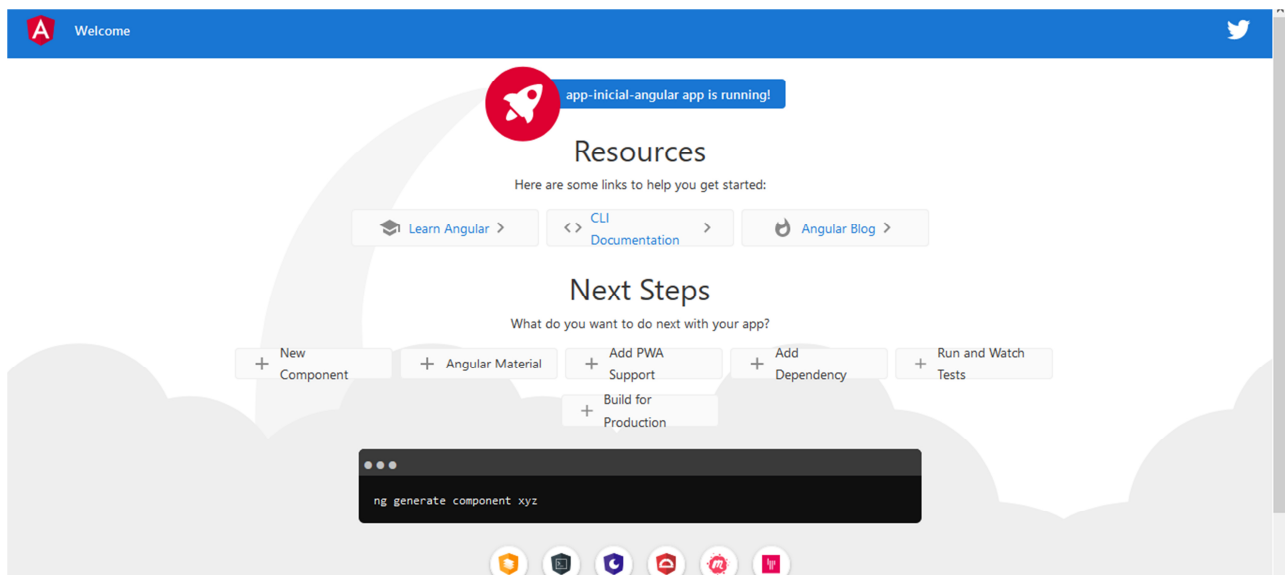 Welcome
app-inicial-angular app is running!
Resources
Here are some links to help you get started:
Learn Angular
CLI
Documentation
Angular Blog
Next Steps
What do you want to do next with your app?
New
Component
Angular Material
Add PWA
Support
Add
Dependency
Run and Watch
Tests
Build for
Production
ng generate component xyz